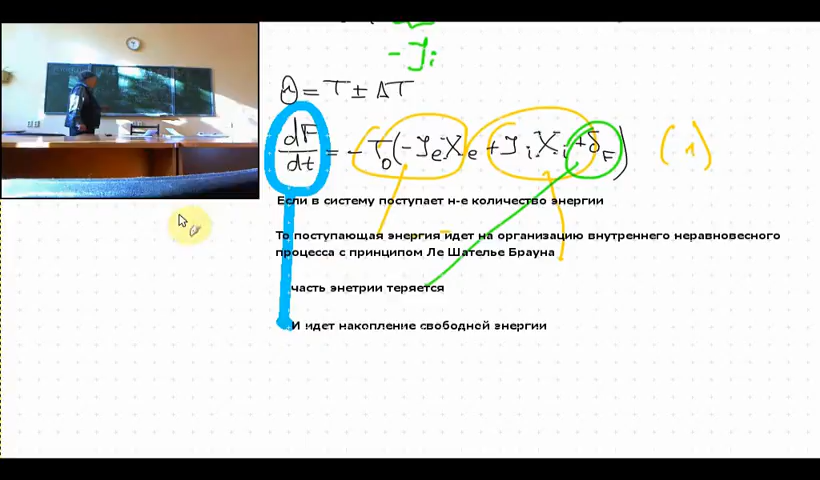 - Ji
Θ = T ± ΔT
dF/dt = - T₀(-JₑXₑ + JᵢXᵢ + δF) (1)
Если в систему поступает н-е количество энергии
То поступающая энергия идет на организацию внутреннего неравновесного
процесса с принципом Ле Шателье Брауна
часть энетрии теряется
И идет накопление свободной энергии